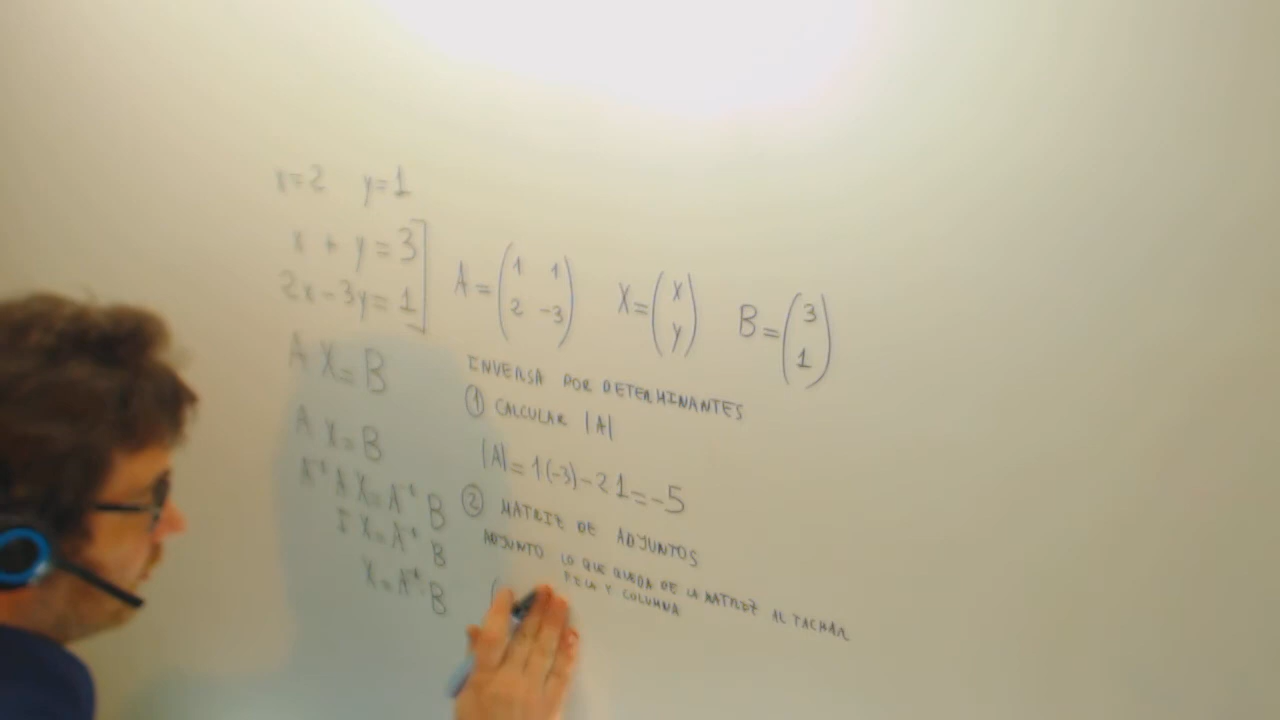 x=2 y=1
x + y = 3
2x-3y=1
A = (1 1
2 -3)
X = (x
y)
B = (3
1)
A X = B
A X = B
A⁻¹ A X = A⁻¹ B
I X = A⁻¹ B
X = A⁻¹ B
INVERSA POR DETERMINANTES
① CALCULAR |A|
|A| = 1(-3) - 2 1 = -5
② MATRIZ DE ADJUNTOS
ADJUNTO LO QUE QUEDA DE LA MATRIZ AL TACHAR
FILA Y COLUMNA
(